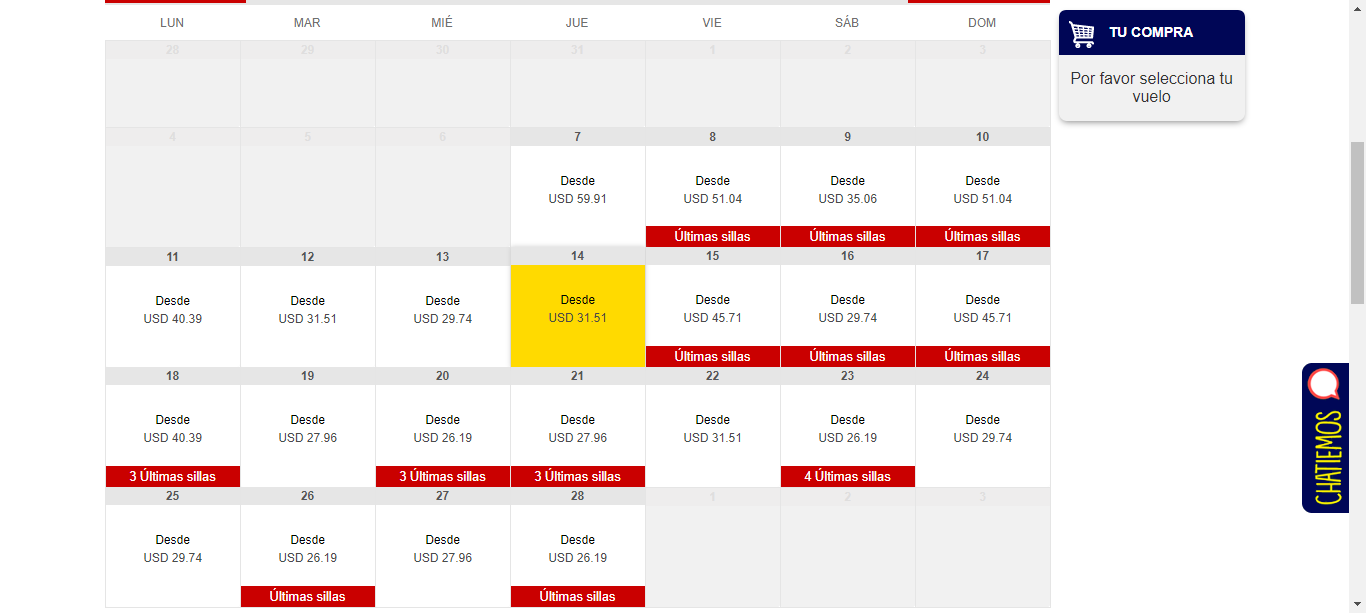 LUN MAR MIÉ JUE VIE SÁB DOM
TU COMPRA
Por favor selecciona tu
vuelo
28 29 30 31 1 2 3
4 5 6 7 8 9 10
Desde Desde Desde Desde
USD 59.91 USD 51.04 USD 35.06 USD 51.04
Últimas sillas Últimas sillas Últimas sillas
11 12 13 14 15 16 17
Desde Desde Desde Desde Desde Desde Desde
USD 40.39 USD 31.51 USD 29.74 USD 31.51 USD 45.71 USD 29.74 USD 45.71
Últimas sillas Últimas sillas Últimas sillas
18 19 20 21 22 23 24
Desde Desde Desde Desde Desde Desde Desde
USD 40.39 USD 27.96 USD 26.19 USD 27.96 USD 31.51 USD 26.19 USD 29.74
3 Últimas sillas 3 Últimas sillas 3 Últimas sillas 4 Últimas sillas
25 26 27 28 1 2 3
Desde Desde Desde Desde
USD 29.74 USD 26.19 USD 27.96 USD 26.19
Últimas sillas Últimas sillas
CHATIEMOS